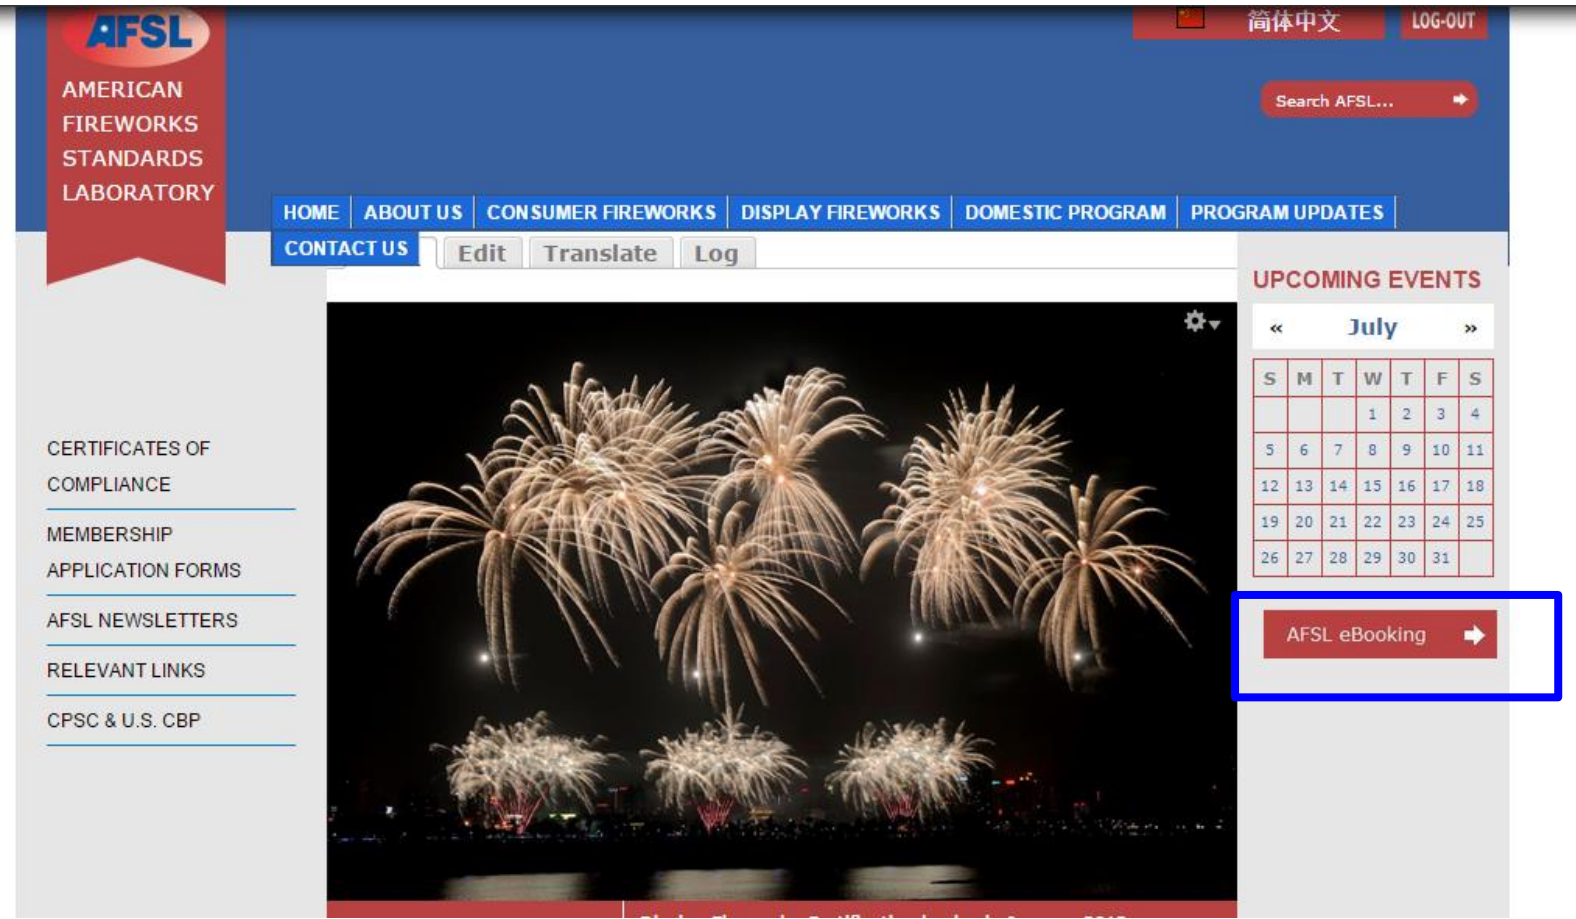 AFSL
AMERICAN
FIREWORKS
STANDARDS
LABORATORY
简体中文
LOG-OUT
Search AFSL...
HOME ABOUT US CONSUMER FIREWORKS DISPLAY FIREWORKS DOMESTIC PROGRAM PROGRAM UPDATES
CONTACT US
Edit Translate Log
CERTIFICATES OF
COMPLIANCE
MEMBERSHIP
APPLICATION FORMS
AFSL NEWSLETTERS
RELEVANT LINKS
CPSC & U.S. CBP
UPCOMING EVENTS
« July »
S M T W T F S
1 2 3 4
5 6 7 8 9 10 11
12 13 14 15 16 17 18
19 20 21 22 23 24 25
26 27 28 29 30 31
AFSL eBooking